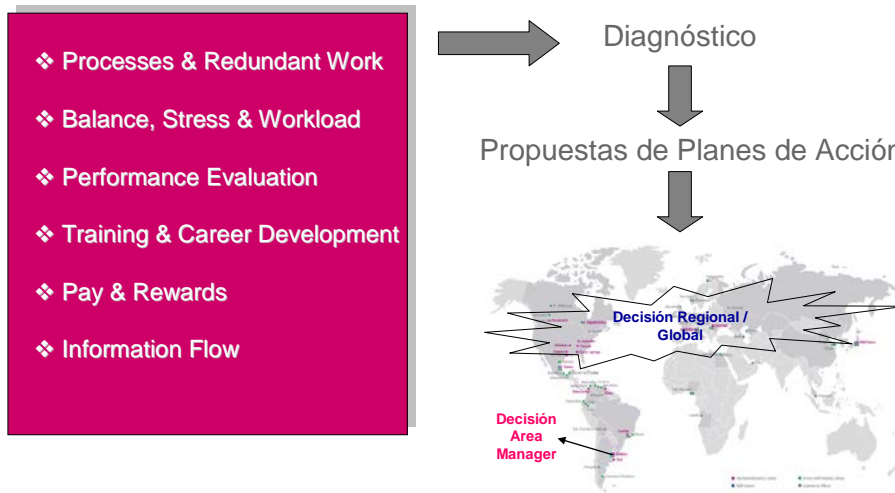 ❖ Processes & Redundant Work
❖ Balance, Stress & Workload
❖ Performance Evaluation
❖ Training & Career Development
❖ Pay & Rewards
❖ Information Flow
Diagnóstico
Propuestas de Planes de Acción
Decisión Regional /
Global
Decisión
Area
Manager